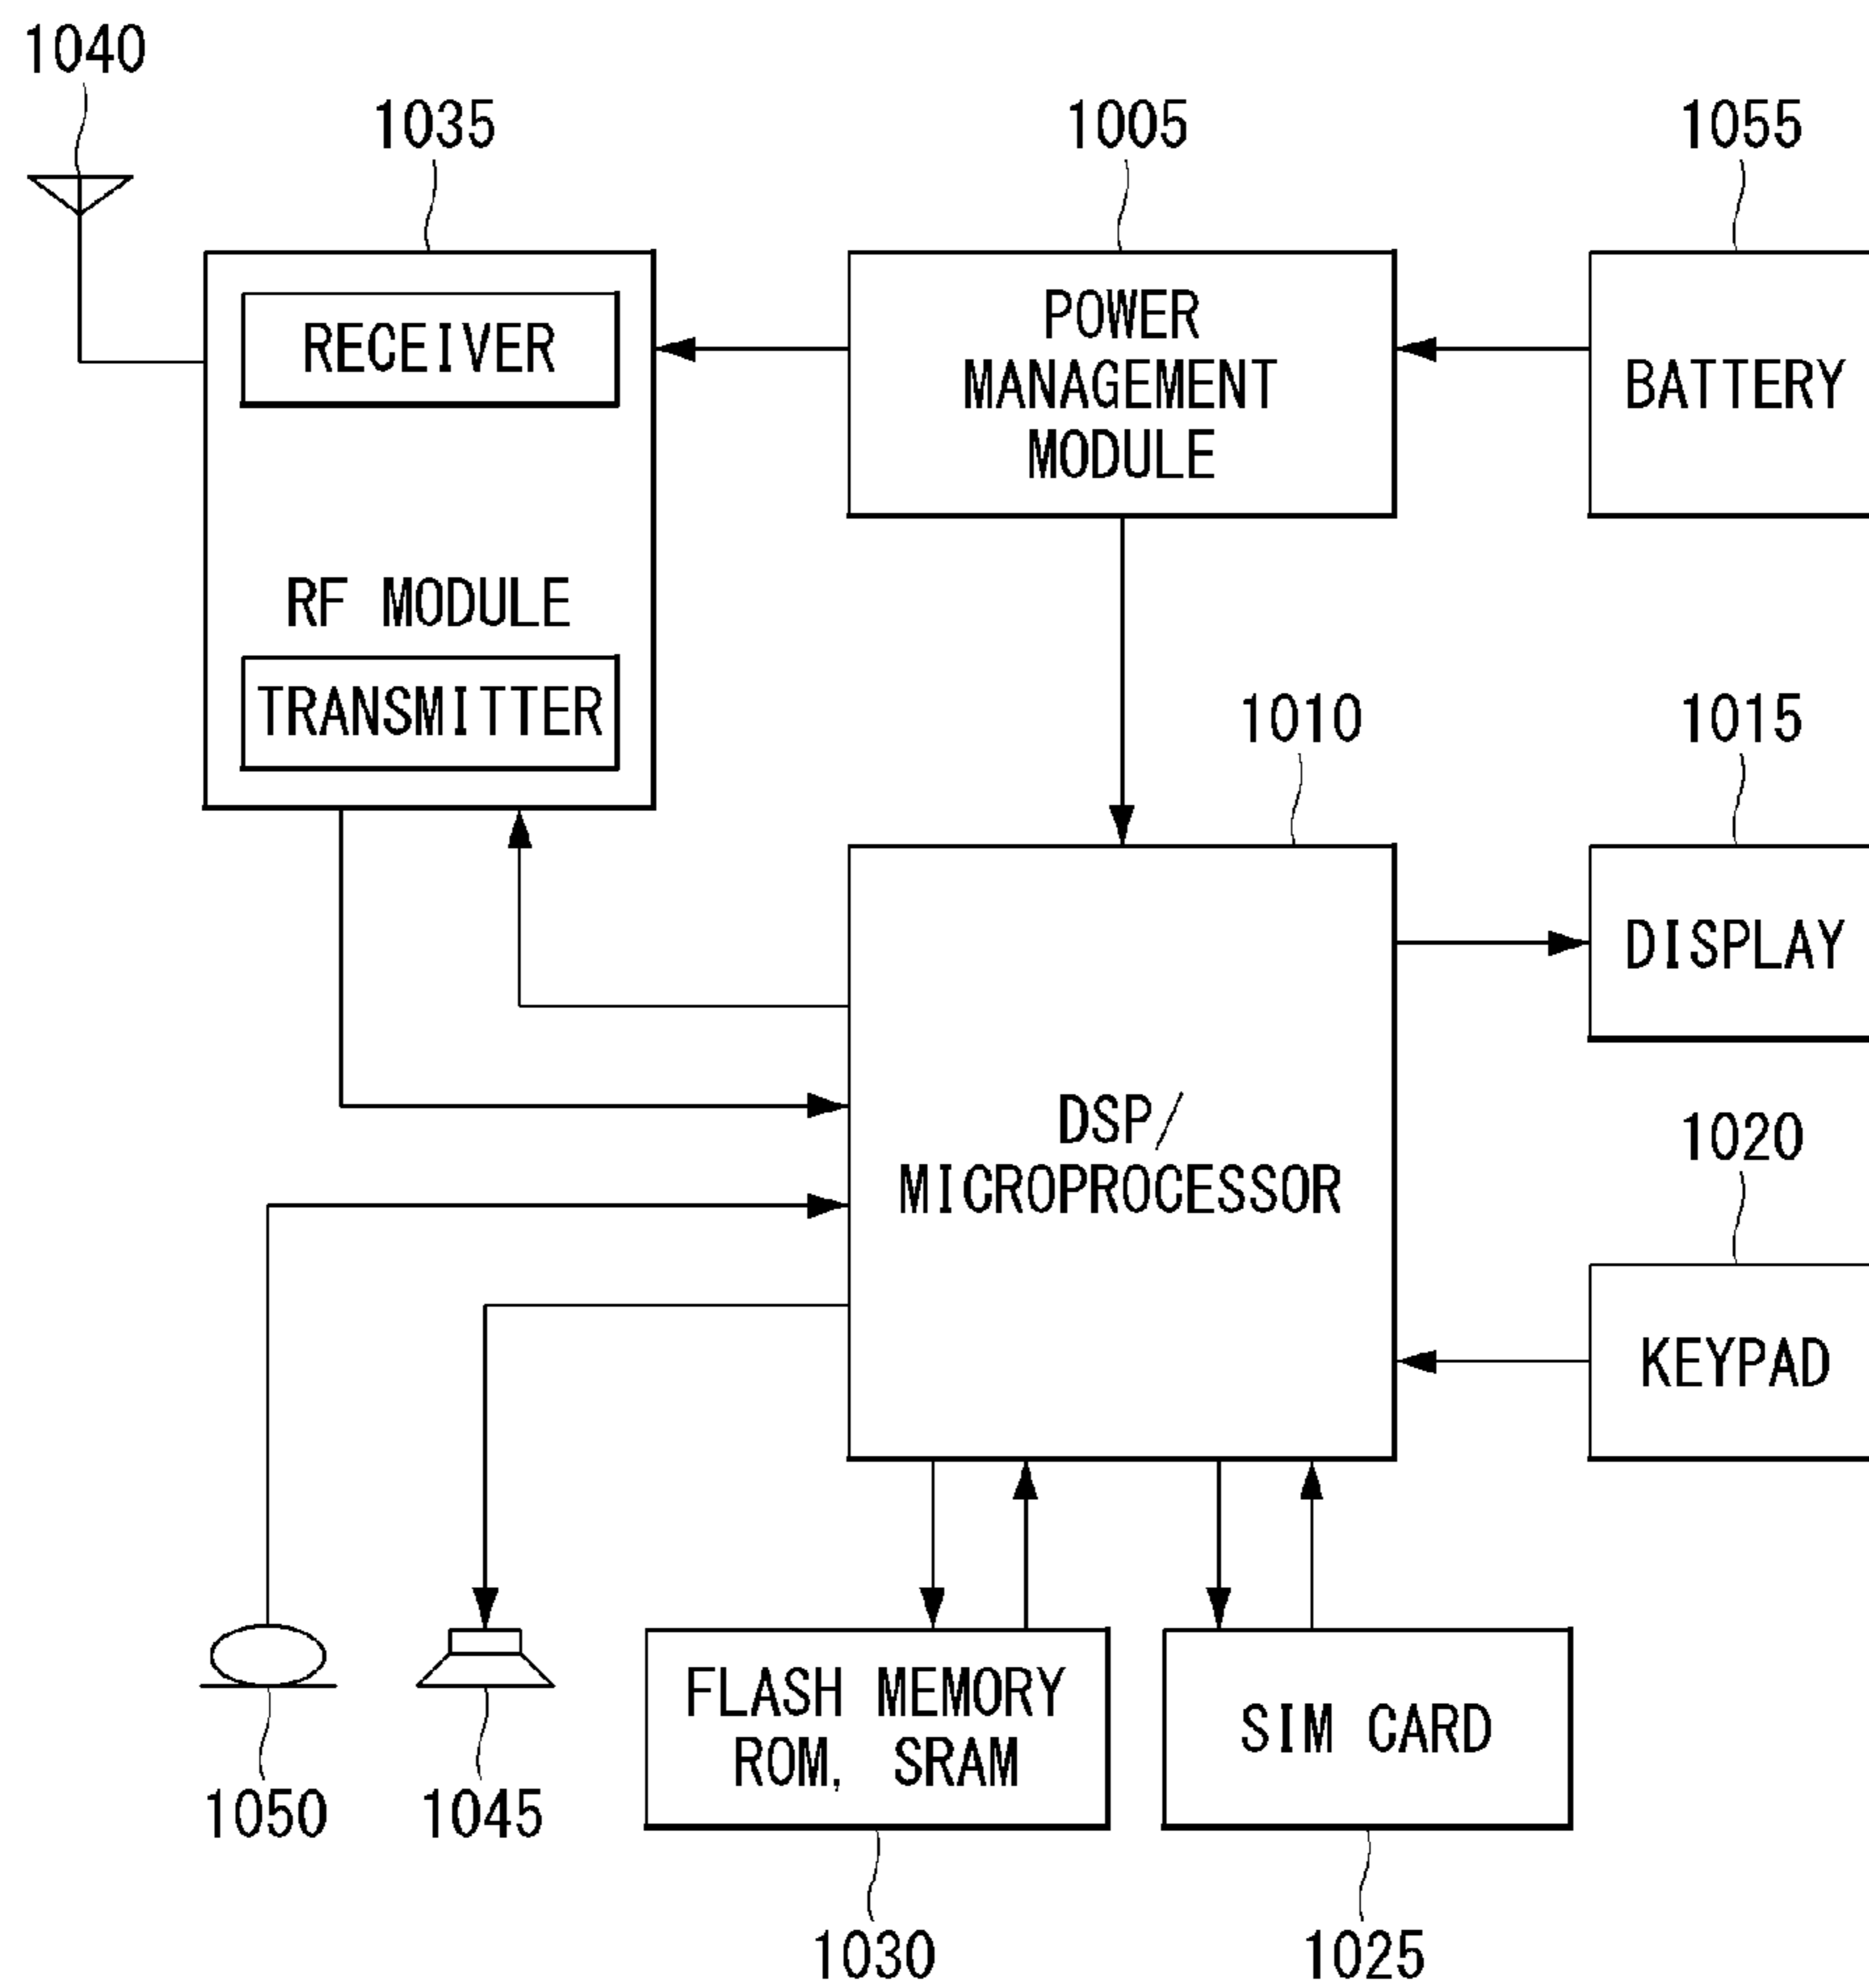 1040
1035
1005
1055
RECEIVER
RF MODULE
TRANSMITTER
POWER
MANAGEMENT
MODULE
BATTERY
1010
1015
DSP/
MICROPROCESSOR
DISPLAY
1020
KEYPAD
FLASH MEMORY
ROM, SRAM
SIM CARD
1050
1045
1030
1025